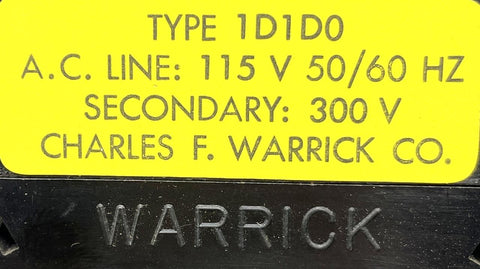 TYPE 1D1D0
A.C. LINE: 115 V 50/60 HZ
SECONDARY: 300 V
CHARLES F. WARRICK CO.
WARRICK